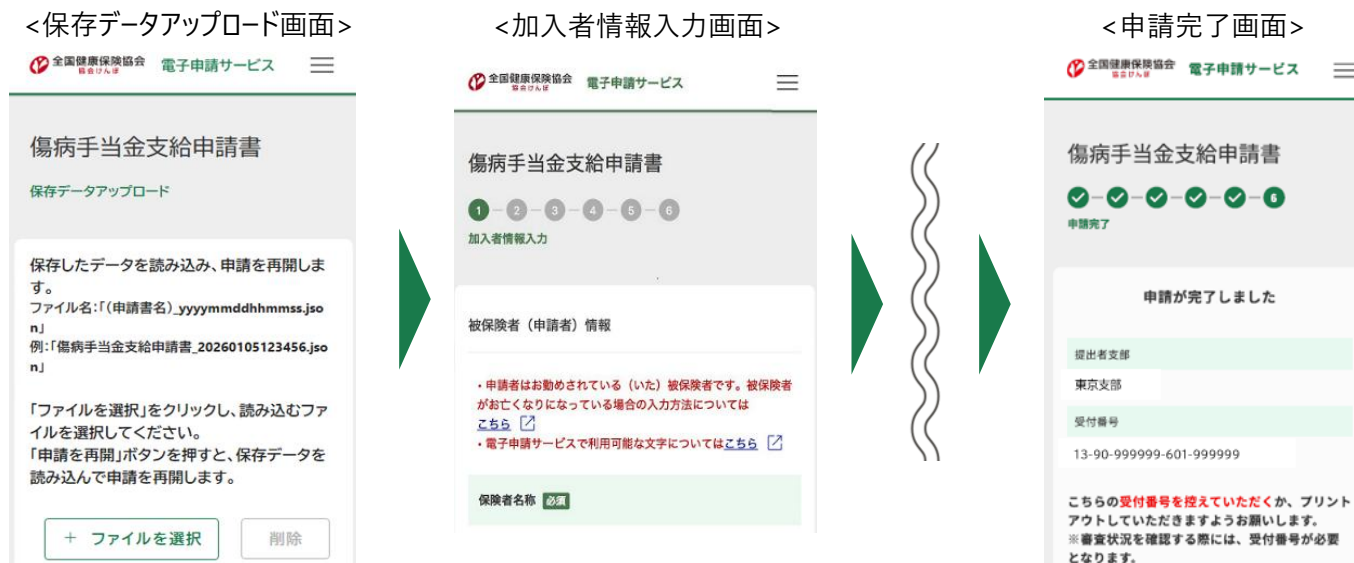 <保存データアップロード画面>
全国健康保険協会
協会けんぽ
電子申請サービス
傷病手当金支給申請書
保存データアップロード
保存したデータを読み込み、申請を再開しま
す。
ファイル名：「(申請書名)_yyyymmddhhmmss.jso
n」
例：「傷病手当金支給申請書_20260105123456.jso
n」
「ファイルを選択」をクリックし、読み込むファ
イルを選択してください。
「申請を再開」ボタンを押すと、保存データを
読み込んで申請を再開します。
+ ファイルを選択
削除
<加入者情報入力画面>
全国健康保険協会
協会けんぽ
電子申請サービス
傷病手当金支給申請書
1 2 3 4 5 6
加入者情報入力
被保険者（申請者）情報
・申請者はお勤めされている（いた）被保険者です。被保険者
がお亡くなりになっている場合の入力方法については
こちら
・電子申請サービスで利用可能な文字についてはこちら
保険者名称 必須
<申請完了画面>
全国健康保険協会
協会けんぽ
電子申請サービス
傷病手当金支給申請書
6
申請完了
申請が完了しました
提出者支部
東京支部
受付番号
13-90-999999-601-999999
こちらの受付番号を控えていただくか、プリント
アウトしていただきますようお願いします。
※審査状況を確認する際には、受付番号が必要
となります。